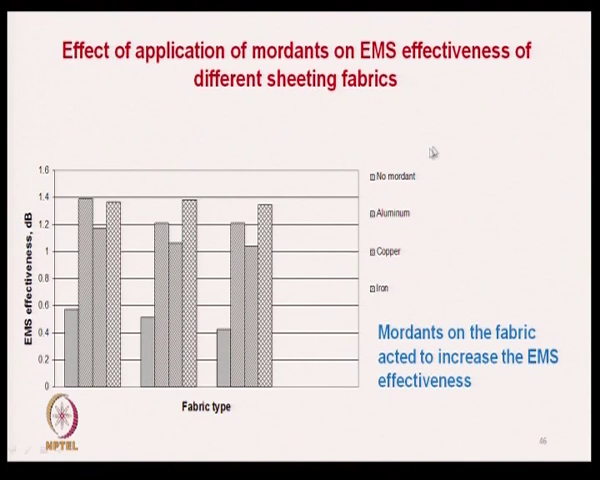 Effect of application of mordants on EMS effectiveness of
different sheeting fabrics
1.6
1.4
1.2
1
0.8
0.6
0.4
0.2
0
EMS effectiveness, dB
Fabric type
No mordant
Aluminum
Copper
Iron
Mordants on the fabric
acted to increase the EMS
effectiveness
NPTEL
46